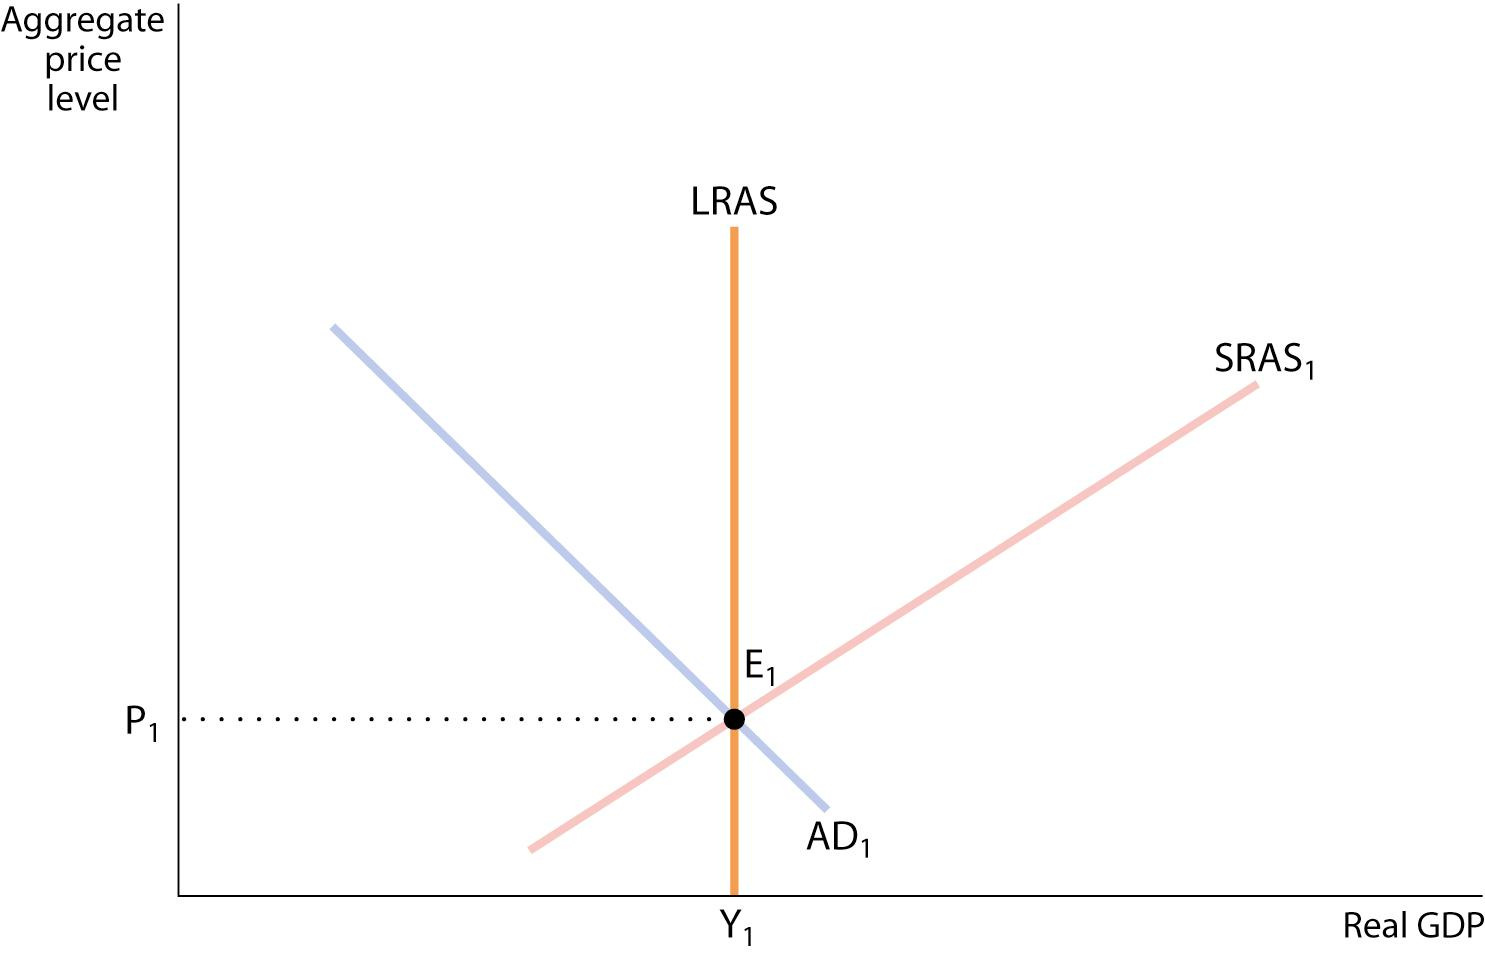 Aggregate
price
level
LRAS
SRAS₁
E₁
P₁
AD₁
Y₁
Real GDP